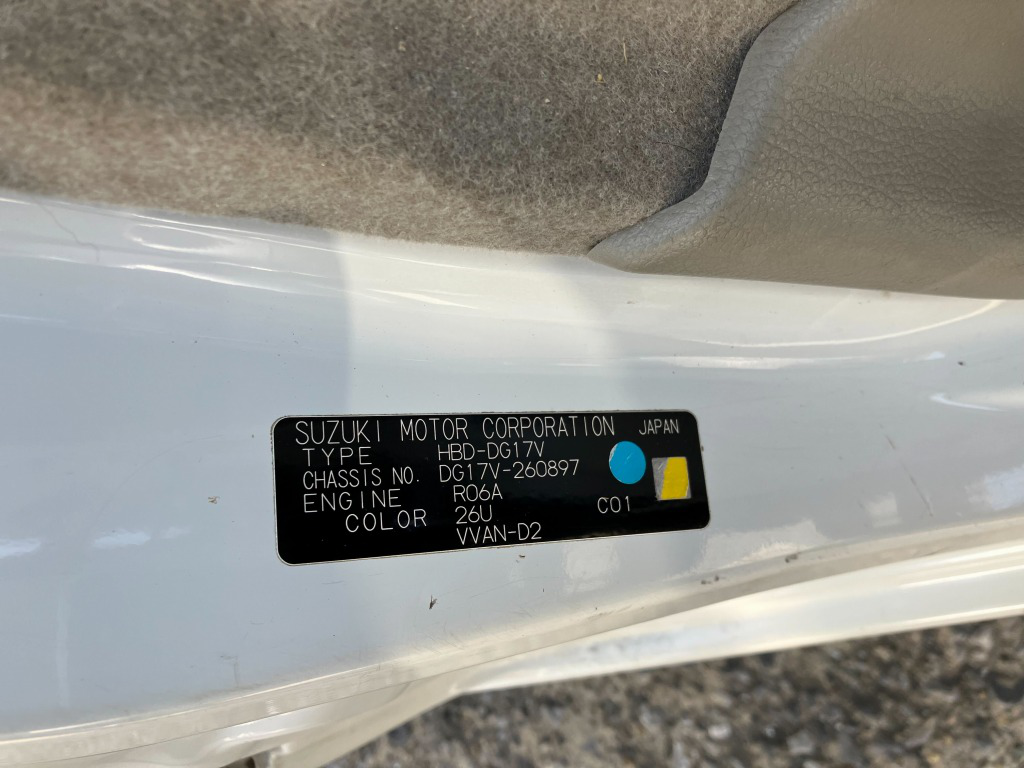 SUZUKI MOTOR CORPORATION JAPAN
TYPE HBD-DG17V
CHASSIS NO. DG17V-260897
ENGINE R06A
COLOR 26U C01
VVAN-D2